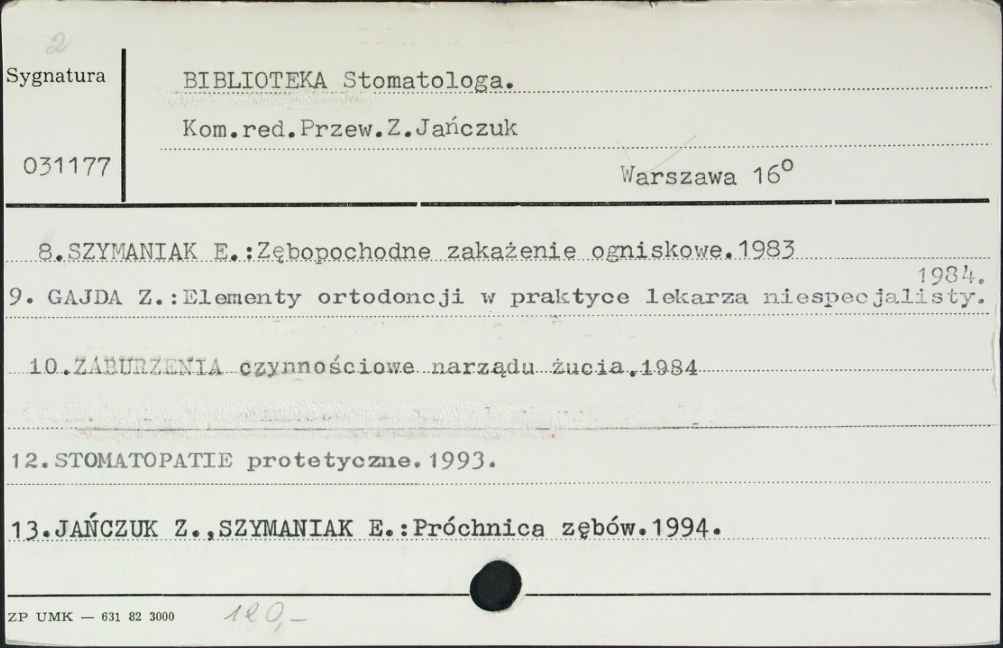 2
Sygnatura
BIBLIOTEKA Stomatologa.
Kom.red.Przew.Z.Jańczuk
031177
Warszawa 16º
8.SZYMANIAK E.:Zębopochodne zakażenie ogniskowe.1983
1984.
9. GAJDA Z.:Elementy ortodoncji w praktyce lekarza niespecjalisty.
10.ZABURZENIA czynnościowe narządu żucia.1984
12.STOMATOPATIE protetyczne.1993.
13.JAŃCZUK Z.,SZYMANIAK E.:Próchnica zębów.1994.
ZP UMK — 631 82 3000